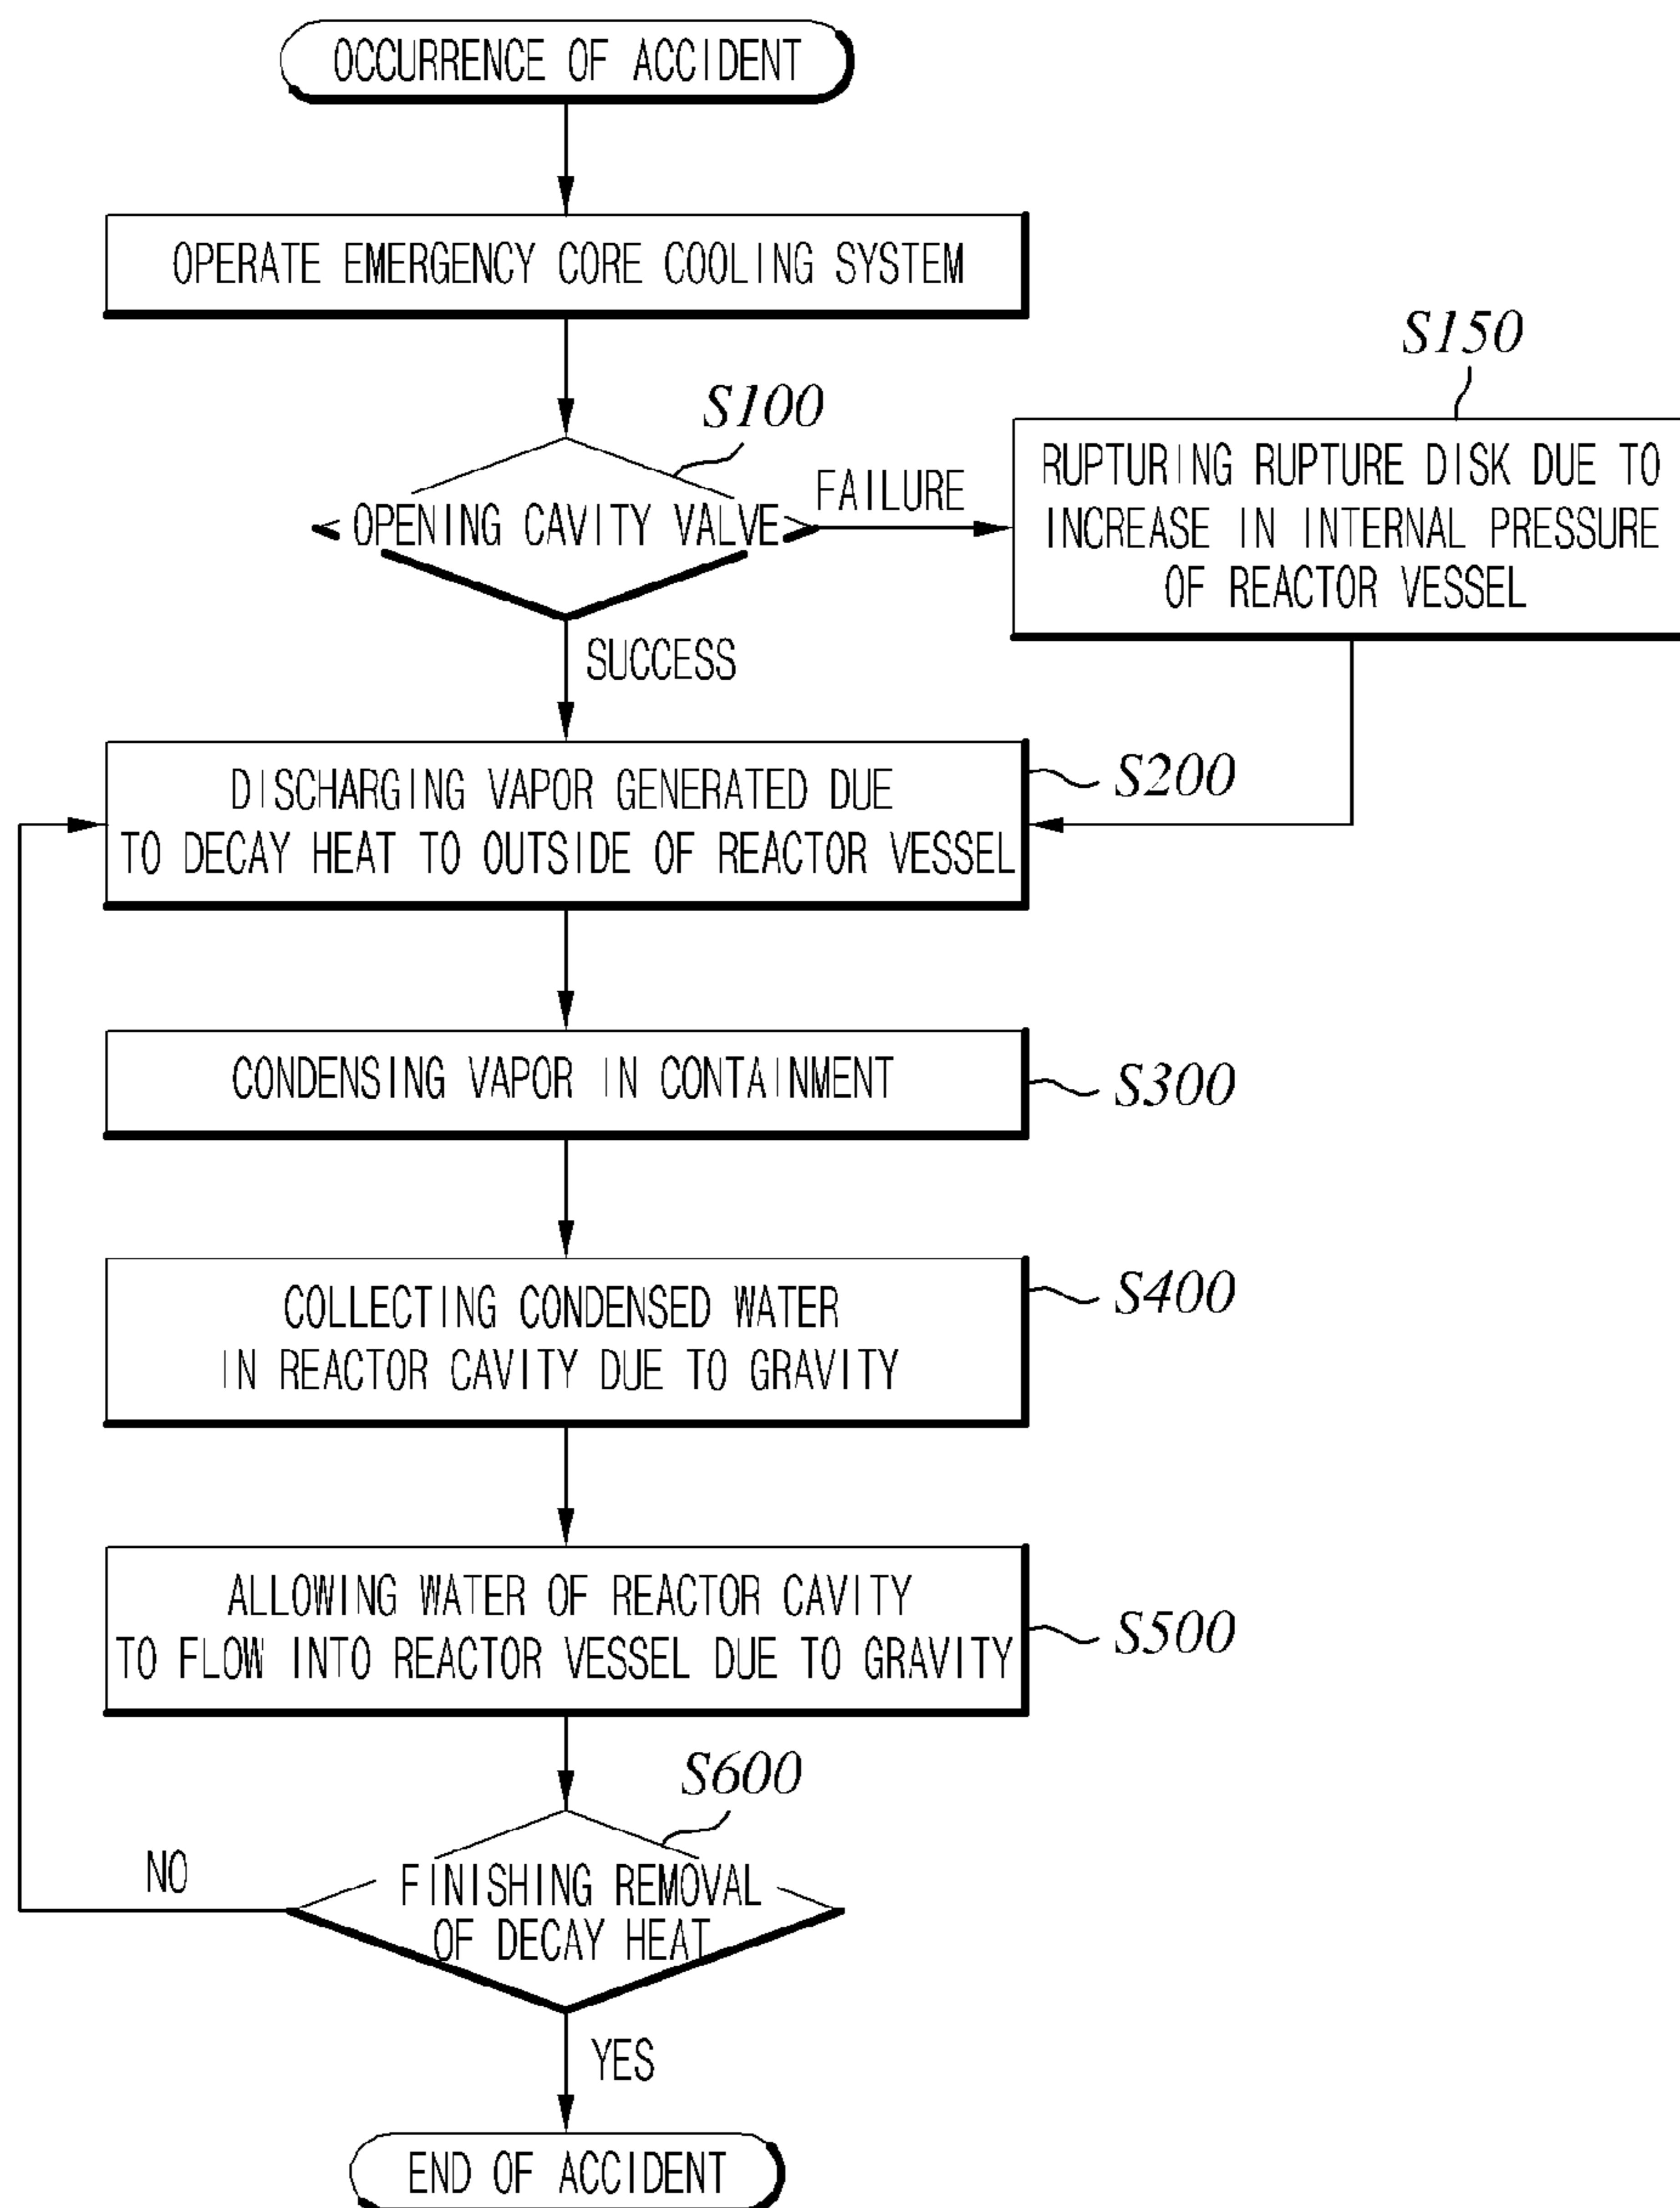 OCCURRENCE OF ACCIDENT
OPERATE EMERGENCY CORE COOLING SYSTEM
S100
OPENING CAVITY VALVE
FAILURE
S150
RUPTURING RUPTURE DISK DUE TO
INCREASE IN INTERNAL PRESSURE
OF REACTOR VESSEL
SUCCESS
DISCHARGING VAPOR GENERATED DUE
TO DECAY HEAT TO OUTSIDE OF REACTOR VESSEL
S200
CONDENSING VAPOR IN CONTAINMENT
S300
COLLECTING CONDENSED WATER
IN REACTOR CAVITY DUE TO GRAVITY
S400
ALLOWING WATER OF REACTOR CAVITY
TO FLOW INTO REACTOR VESSEL DUE TO GRAVITY
S500
S600
FINISHING REMOVAL
OF DECAY HEAT
NO
YES
END OF ACCIDENT